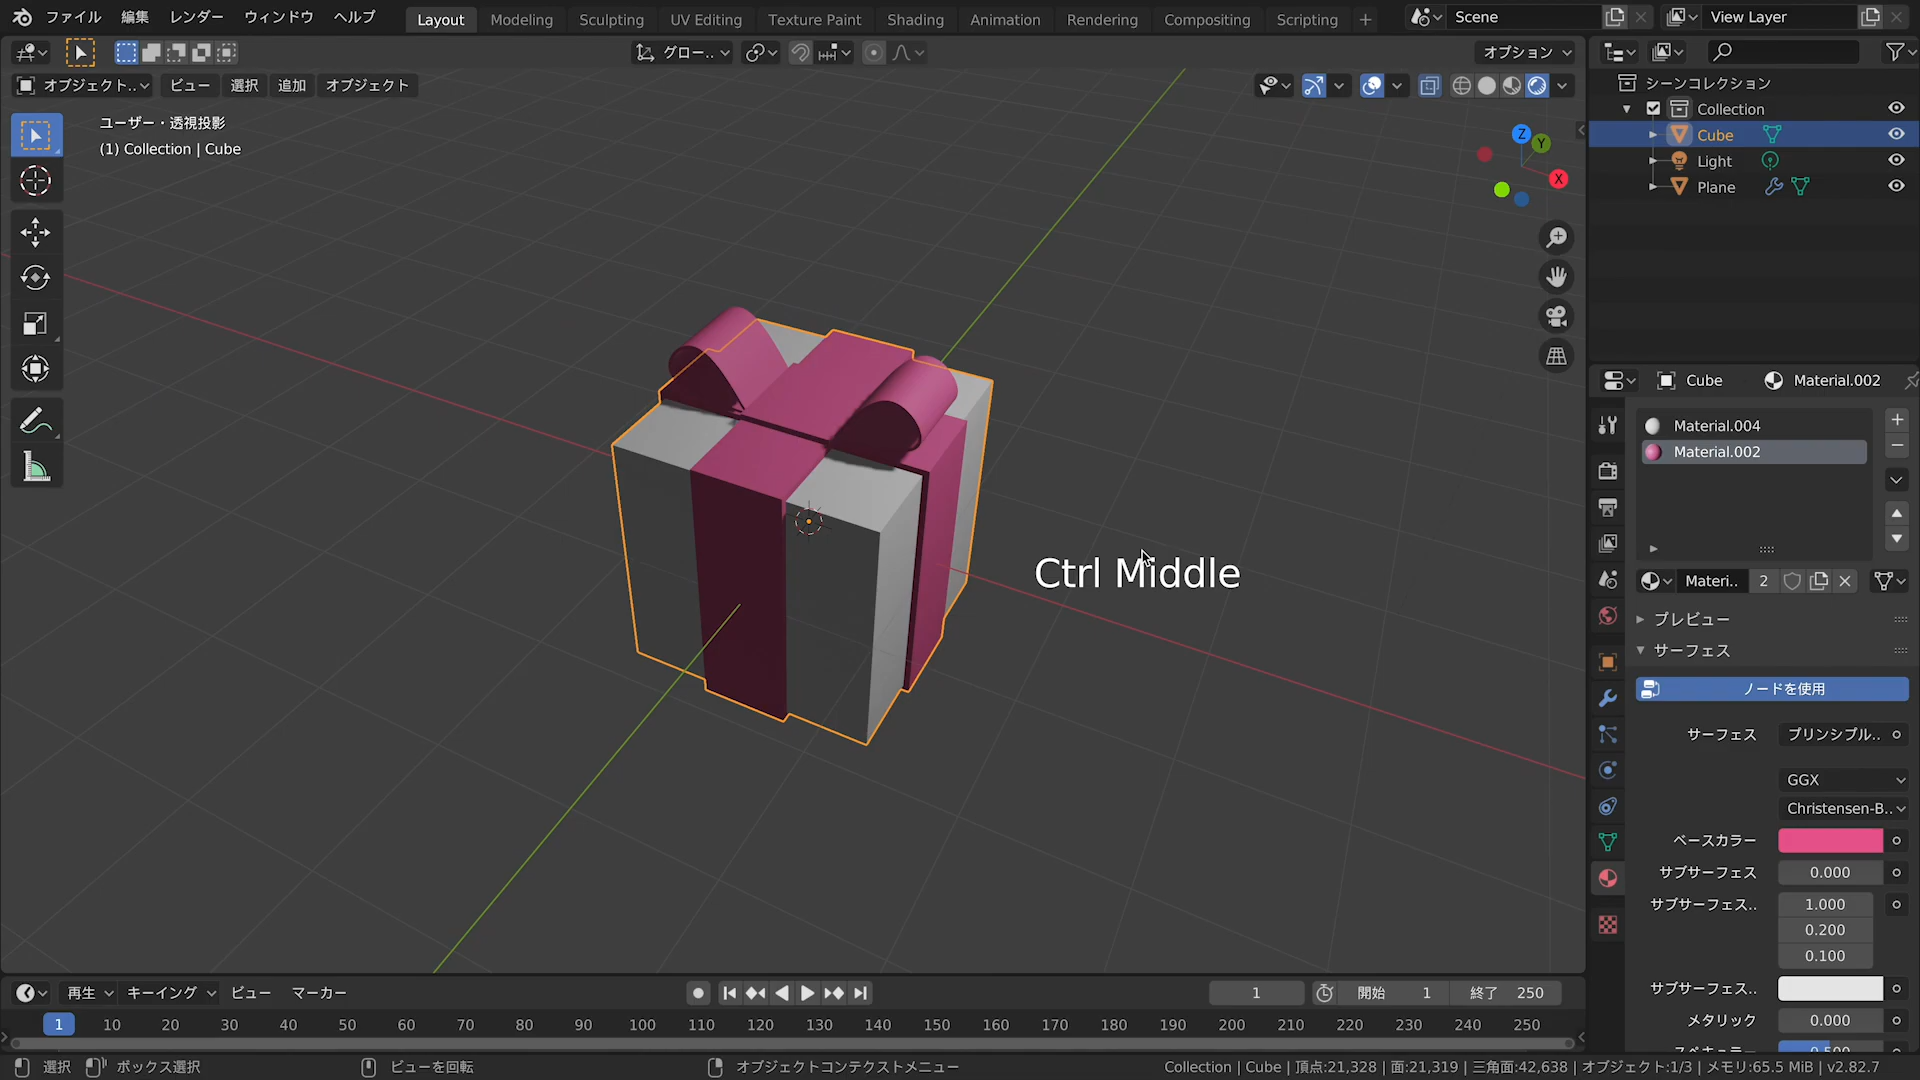 ファイル 編集 レンダー ウィンドウ ヘルプ Layout Modeling Sculpting UV Editing Texture Paint Shading Animation Rendering Compositing Scripting + Scene View Layer
グロー.. オプション
オブジェクト.. ビュー 選択 追加 オブジェクト
ユーザー・透視投影
(1) Collection | Cube
Z
Y
X
シーンコレクション
Collection
Cube
Light
Plane
Cube Material.002
Material.004
Material.002
Ctrl Middle
Materi.. 2
プレビュー
サーフェス
ノードを使用
サーフェス プリンシプル..
GGX
Christensen-B..
ベースカラー
サブサーフェス 0.000
サブサーフェス.. 1.000
0.200
0.100
サブサーフェス..
メタリック 0.000
再生 キーイング ビュー マーカー 1 開始 1 終了 250
1 10 20 30 40 50 60 70 80 90 100 110 120 130 140 150 160 170 180 190 200 210 220 230 240 250
選択 ボックス選択 ビューを回転 オブジェクトコンテクストメニュー Collection | Cube | 頂点:21,328 | 面:21,319 | 三角面:42,638 | オブジェクト:1/3 | メモリ:65.5 MiB | v2.82.7